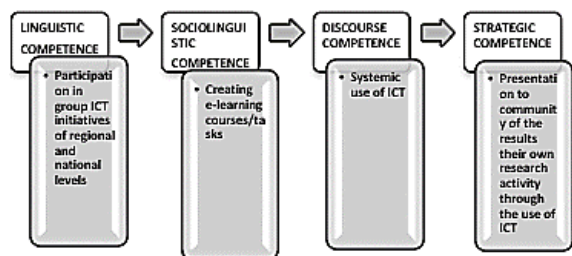 LINGUISTIC
COMPETENCE
• Participati
on in
group ICT
initiatives
of regional
and
national
levels
SOCIOLINGUI
STIC
COMPETENCE
• Creating
e-learning
courses/ta
sks
DISCOURSE
COMPETENCE
• Systemic
use of ICT
STRATEGIC
COMPETENCE
• Presentati
on to
communit
y of the
results
their own
research
activity
through
the use of
ICT